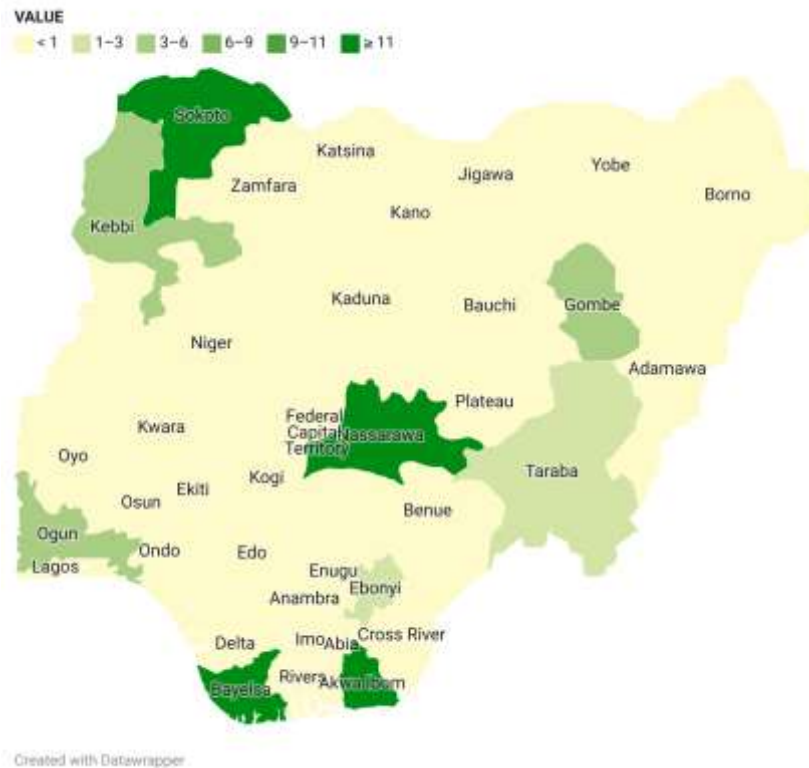 VALUE
< 1 1–3 3–6 6–9 9–11 ≥ 11
Sokoto
Katsina
Jigawa
Yobe
Zamfara
Borno
Kano
Kebbi
Kaduna
Bauchi
Gombe
Niger
Adamawa
Plateau
Federal
Capital
Territory
Nassarawa
Kwara
Oyo
Kogi
Taraba
Ekiti
Osun
Benue
Ogun
Ondo
Edo
Lagos
Enugu
Ebonyi
Anambra
Delta
Imo
Abia
Cross River
Rivers
Akwa Ibom
Bayelsa
Created with Datawrapper